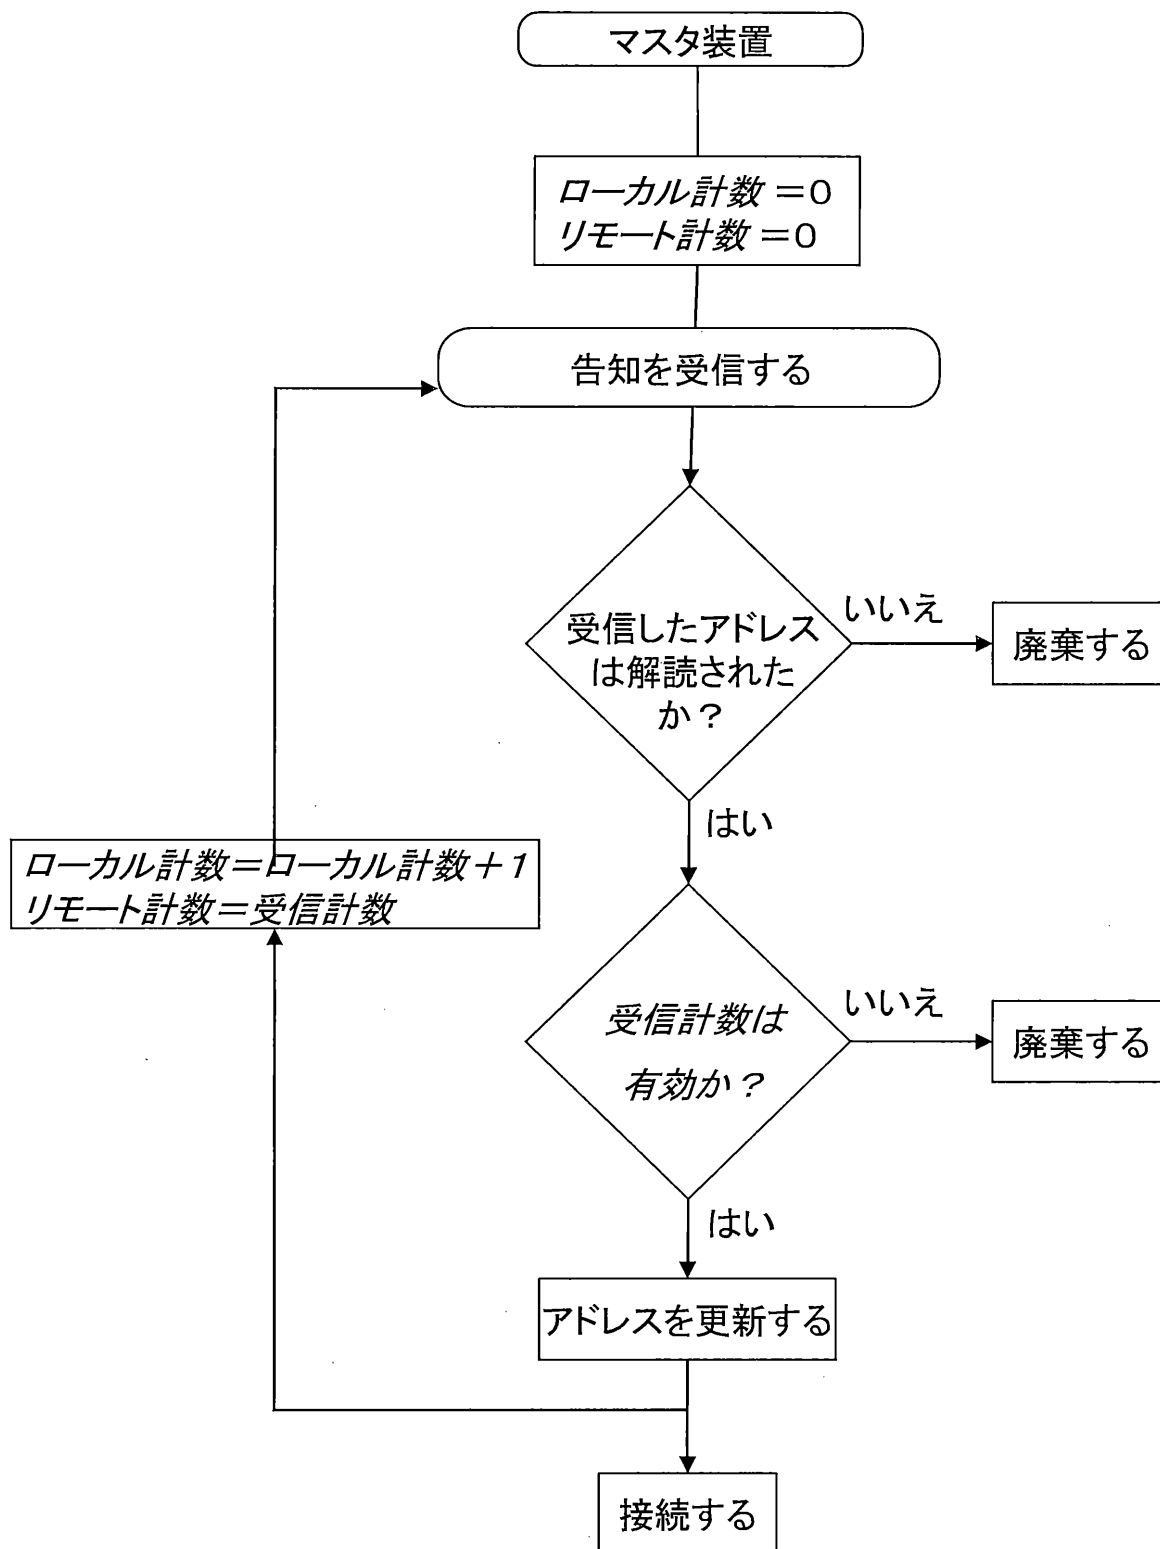 マスタ装置
ローカル計数＝0
リモート計数＝0
告知を受信する
受信したアドレス
は解読された
か？
いいえ
廃棄する
はい
ローカル計数＝ローカル計数＋1
リモート計数＝受信計数
受信計数は
有効か？
いいえ
廃棄する
はい
アドレスを更新する
接続する